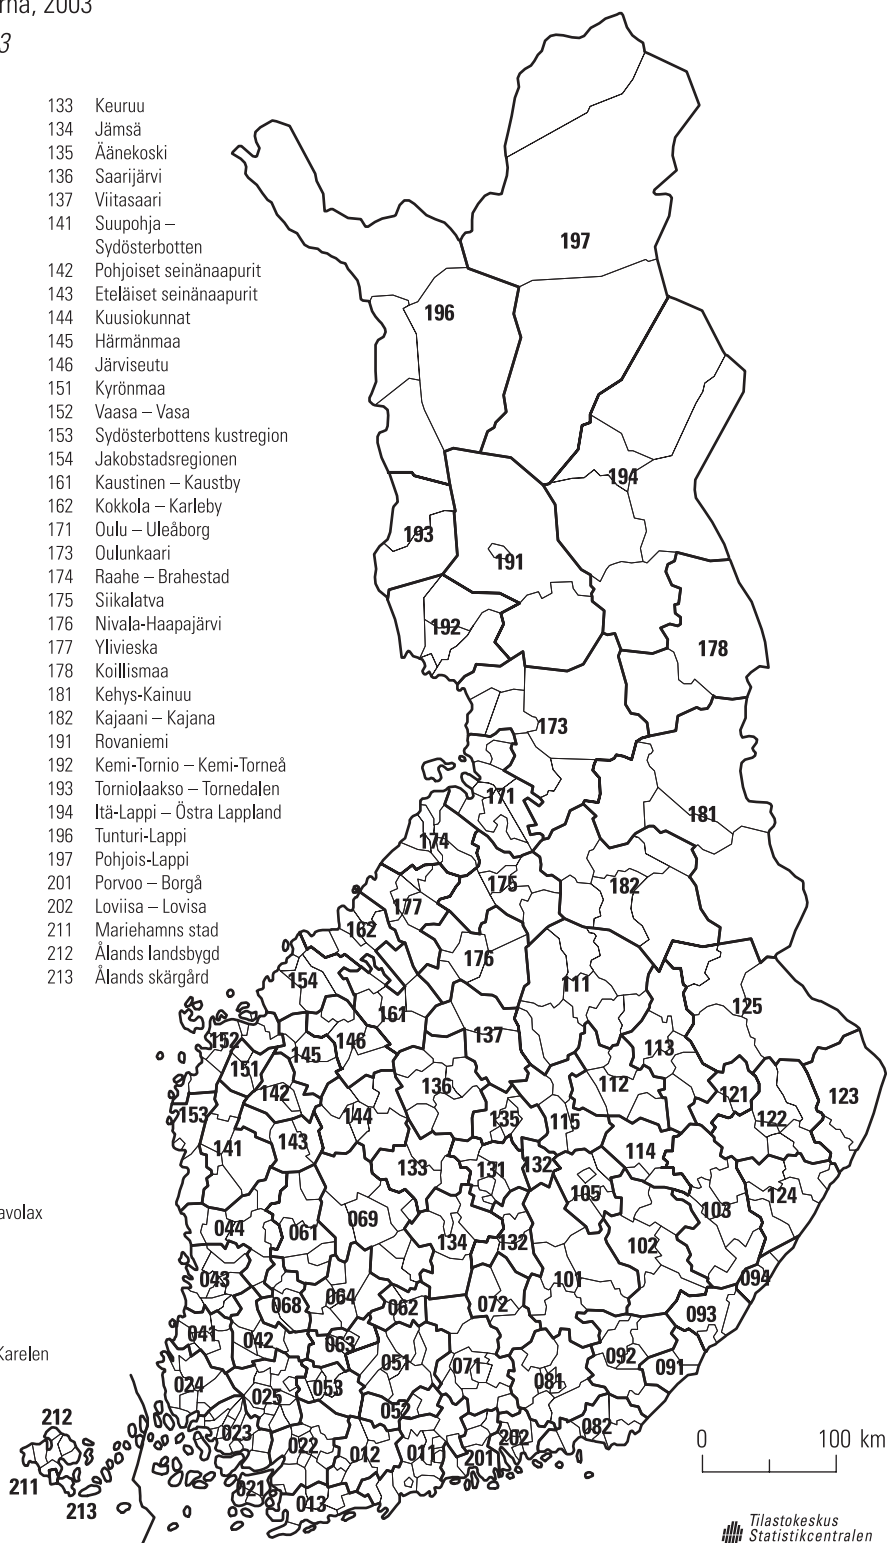 rna, 2003
3
133 Keuruu
134 Jämsä
135 Äänekoski
136 Saarijärvi
137 Viitasaari
141 Suupohja –
Sydösterbotten
142 Pohjoiset seinänaapurit
143 Eteläiset seinänaapurit
144 Kuusiokunnat
145 Härmänmaa
146 Järviseutu
151 Kyrönmaa
152 Vaasa – Vasa
153 Sydösterbottens kustregion
154 Jakobstadsregionen
161 Kaustinen – Kaustby
162 Kokkola – Karleby
171 Oulu – Uleåborg
173 Oulunkaari
174 Raahe – Brahestad
175 Siikalatva
176 Nivala-Haapajärvi
177 Ylivieska
178 Koillismaa
181 Kehys-Kainuu
182 Kajaani – Kajana
191 Rovaniemi
192 Kemi-Tornio – Kemi-Torneå
193 Torniolaakso – Tornedalen
194 Itä-Lappi – Östra Lappland
196 Tunturi-Lappi
197 Pohjois-Lappi
201 Porvoo – Borgå
202 Loviisa – Lovisa
211 Mariehamns stad
212 Ålands landsbygd
213 Ålands skärgård
avolax
Karelen
197
196
194
193
191
192
178
173
171
181
174
175
182
177
162
176
154
111
161
125
152
145
146
137
113
151
136
112
142
121
123
153
144
135
115
122
141
143
114
133
131
132
105
124
103
044
061
069
134
132
102
043
101
094
068
064
062
072
093
041
042
063
092
051
071
091
024
053
081
025
052
082
023
202
212
022
012
011
201
211
021
213
013
0 100 km
Tilastokeskus
Statistikcentralen